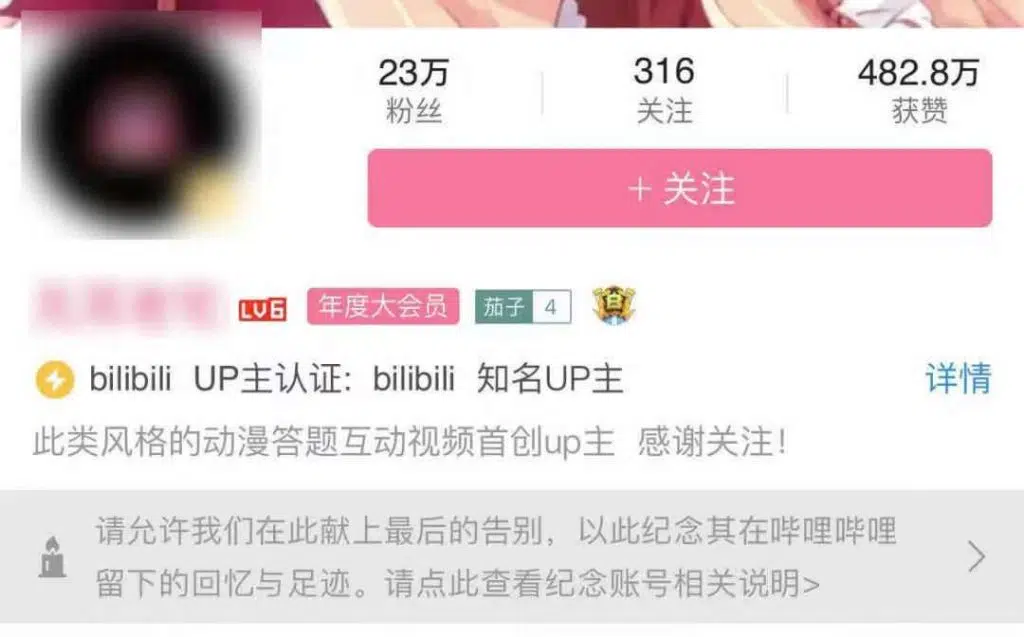 23万 316 482.8万
粉丝 关注 获赞
+ 关注
LV6 年度大会员 茄子 4
bilibili UP主认证: bilibili 知名UP主 详情
此类风格的动漫答题互动视频首创up主 感谢关注!
请允许我们在此献上最后的告别，以此纪念其在哔哩哔哩
留下的回忆与足迹。请点此查看纪念账号相关说明>